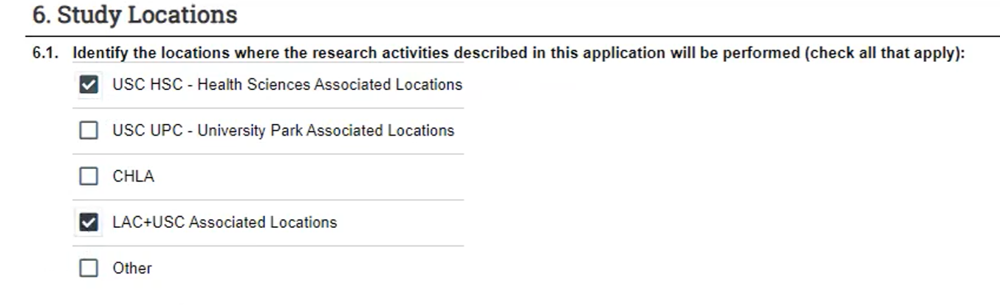 6. Study Locations
6.1. Identify the locations where the research activities described in this application will be performed (check all that apply):
USC HSC - Health Sciences Associated Locations
USC UPC - University Park Associated Locations
CHLA
LAC+USC Associated Locations
Other